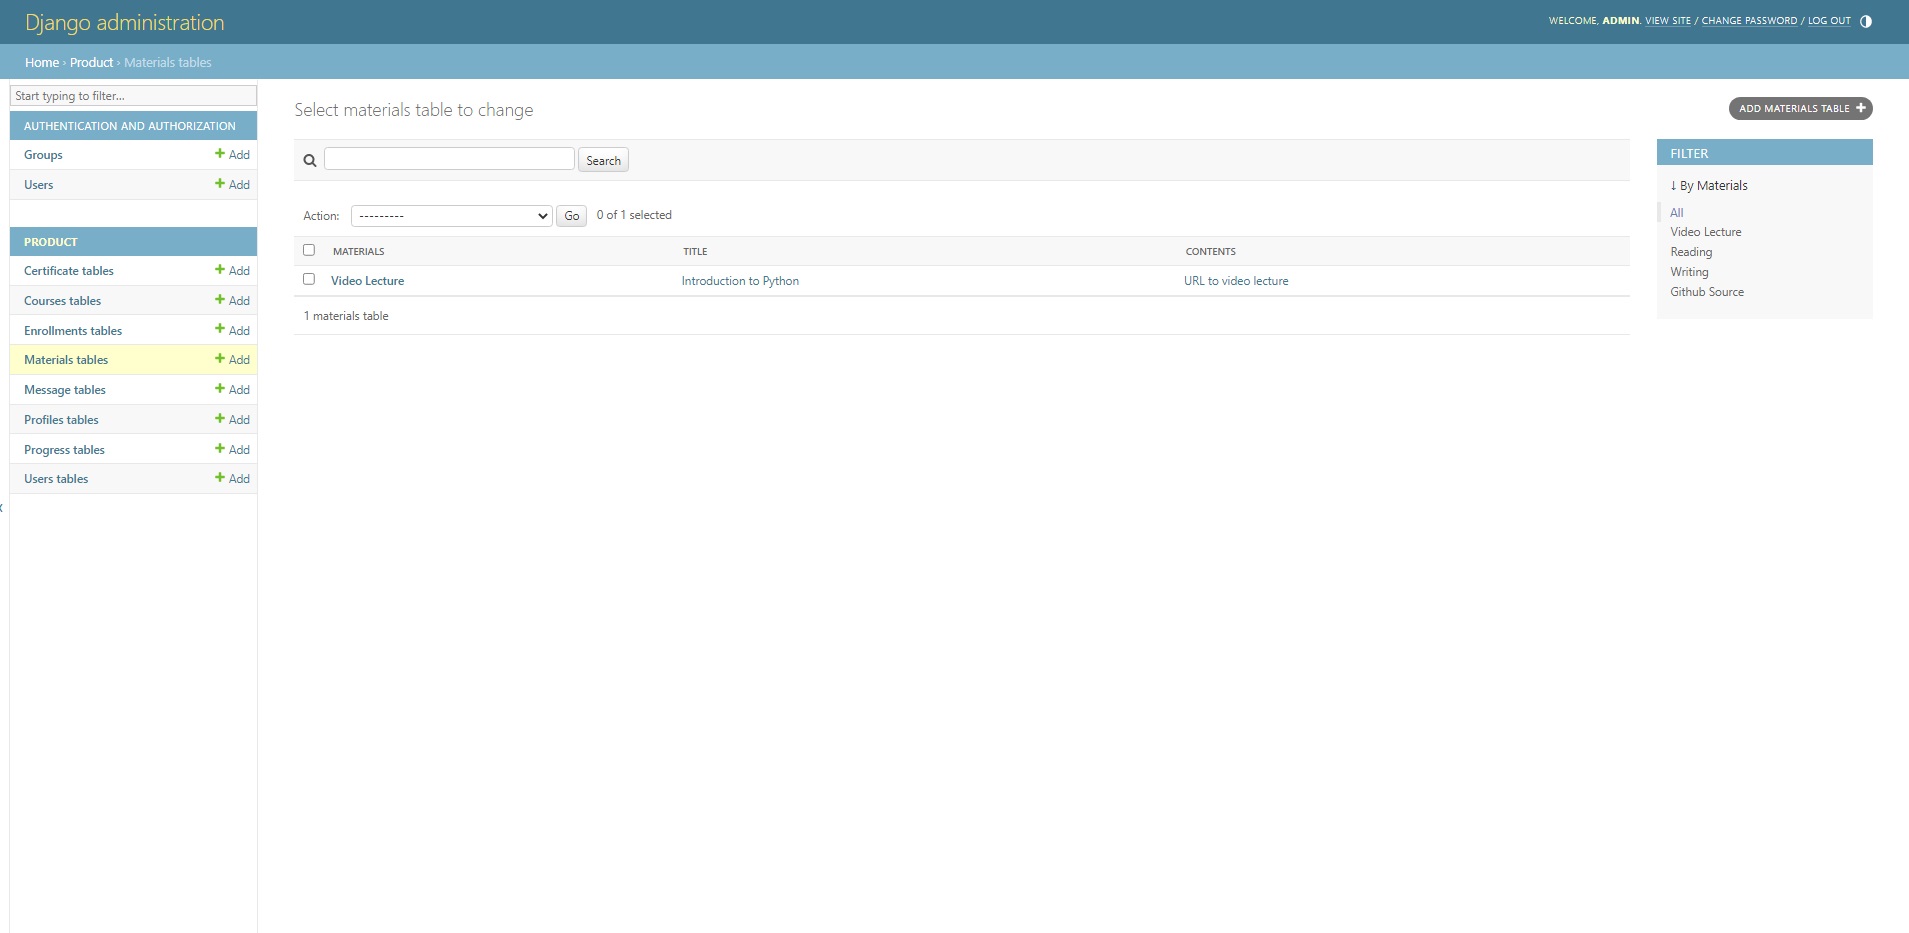 Django administration
WELCOME, ADMIN. VIEW SITE / CHANGE PASSWORD / LOG OUT
Home › Product › Materials tables
Start typing to filter...
AUTHENTICATION AND AUTHORIZATION
Groups + Add
Users + Add
PRODUCT
Certificate tables + Add
Courses tables + Add
Enrollments tables + Add
Materials tables + Add
Message tables + Add
Profiles tables + Add
Progress tables + Add
Users tables + Add
Select materials table to change
ADD MATERIALS TABLE +
Search
Action: --------- Go 0 of 1 selected
MATERIALS TITLE CONTENTS
Video Lecture Introduction to Python URL to video lecture
1 materials table
FILTER
↓ By Materials
All
Video Lecture
Reading
Writing
Github Source